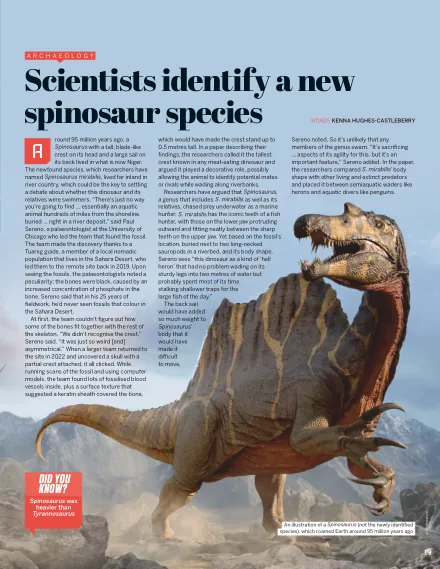 ARCHAEOLOGY
Scientists identify a new
spinosaur species
WORDS KENNA HUGHES-CASTLEBERRY
Around 95 million years ago, a
Spinosaurus with a tall, blade-like
crest on its head and a large sail on
its back lived in what is now Niger.
The newfound species, which researchers have
named Spinosaurus mirabilis, lived far inland in
river country, which could be the key to settling
a debate about whether this dinosaur and its
relatives were swimmers. "There's just no way
you're going to find ... essentially an aquatic
animal hundreds of miles from the shoreline,
buried ... right in a river deposit," said Paul
Sereno, a palaeontologist at the University of
Chicago who led the team that found the fossil.
The team made the discovery thanks to a
Tuareg guide, a member of a local nomadic
population that lives in the Sahara Desert, who
led them to the remote site back in 2019. Upon
seeing the fossils, the palaeontologists noted a
peculiarity: the bones were black, caused by an
increased concentration of phosphate in the
bone. Sereno said that in his 25 years of
fieldwork, he'd never seen fossils that colour in
the Sahara Desert.
At first, the team couldn't figure out how
some of the bones fit together with the rest of
the skeleton. "We didn't recognise the crest,"
Sereno said. "It was just so weird [and]
asymmetrical." When a larger team returned to
the site in 2022 and uncovered a skull with a
partial crest attached, it all clicked. While
running scans of the fossil and using computer
models, the team found lots of fossilised blood
vessels inside, plus a surface texture that
suggested a keratin sheath covered the bone,
which would have made the crest stand up to
0.5 metres tall. In a paper describing their
findings, the researchers called it the tallest
crest known in any meat-eating dinosaur and
argued it played a decorative role, possibly
allowing the animal to identify potential mates
or rivals while wading along riverbanks.
Researchers have argued that Spinosaurus,
a genus that includes S. mirabilis as well as its
relatives, chased prey underwater as a marine
hunter. S. mirabilis has the iconic teeth of a fish
hunter, with those on the lower jaw protruding
outward and fitting neatly between the sharp
teeth on the upper jaw. Yet based on the fossil's
location, buried next to two long-necked
sauropods in a riverbed, and its body shape,
Sereno sees "this dinosaur as a kind of 'hell
heron' that had no problem wading on its
sturdy legs into two metres of water but
probably spent most of its time
stalking shallower traps for the
large fish of the day."
The back sail
would have added
so much weight to
Spinosaurus'
body that it
would have
made it
difficult
to move,
Sereno noted. So it's unlikely that any
members of the genus swam. "It's sacrificing
... aspects of its agility for this, but it's an
important feature," Sereno added. In the paper,
the researchers compared S. mirabilis' body
shape with other living and extinct predators
and placed it between semiaquatic waders like
herons and aquatic divers like penguins.
DID YOU
KNOW?
Spinosaurus was
heavier than
Tyrannosaurus
An illustration of a Spinosaurus (not the newly identified
species), which roamed Earth around 95 million years ago